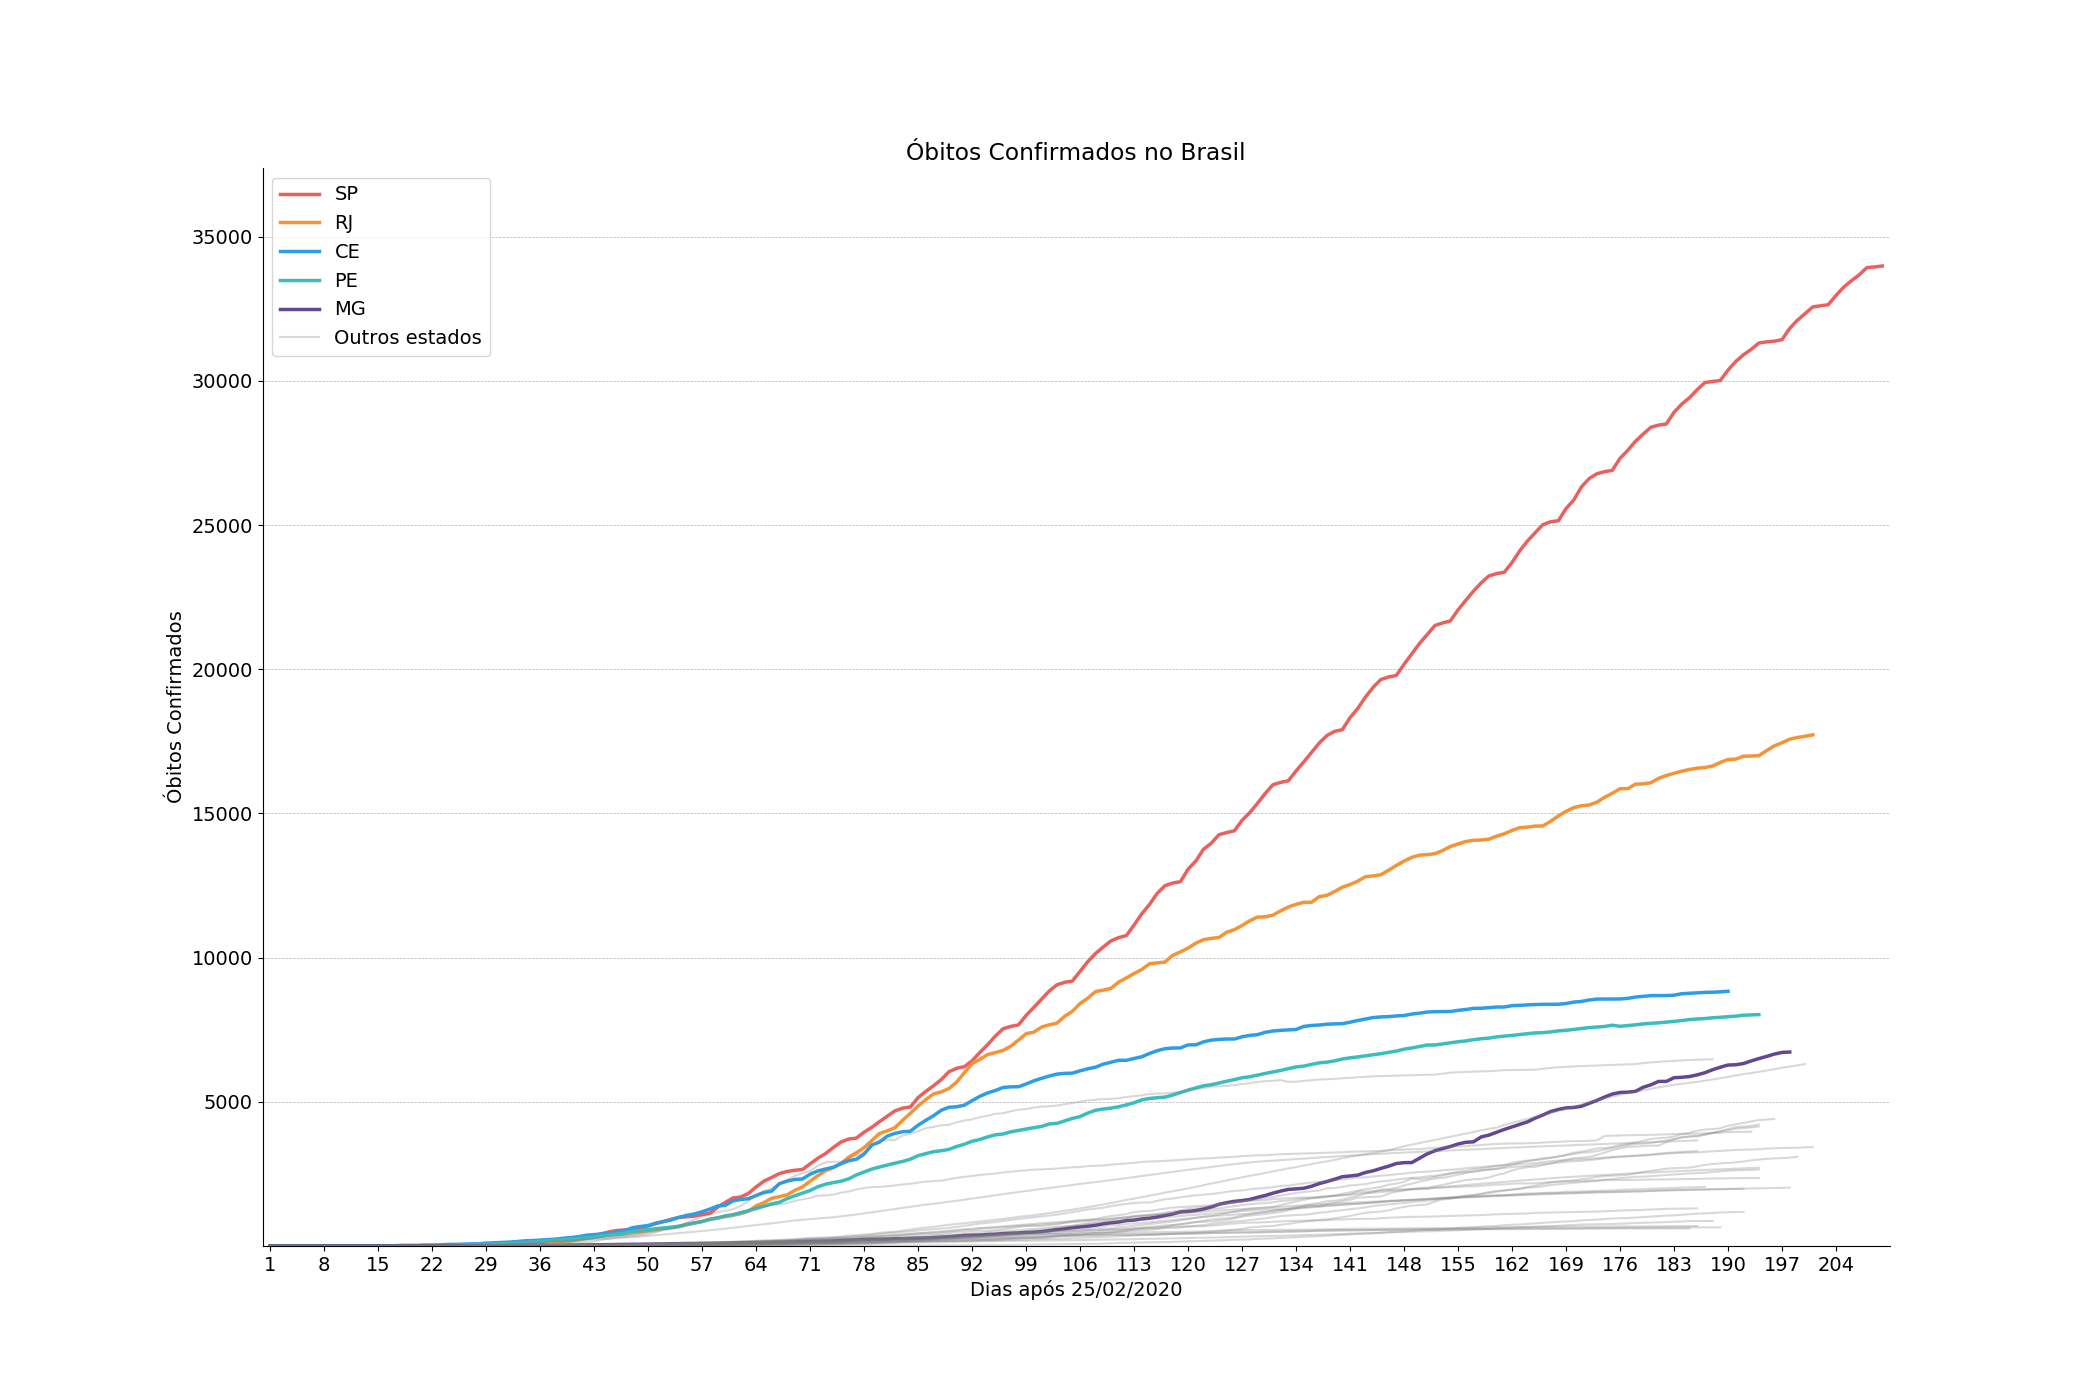 Óbitos Confirmados no Brasil
SP
RJ
CE
PE
MG
Outros estados
35000
30000
25000
20000
15000
10000
5000
Óbitos Confirmados
1 8 15 22 29 36 43 50 57 64 71 78 85 92 99 106 113 120 127 134 141 148 155 162 169 176 183 190 197 204
Dias após 25/02/2020